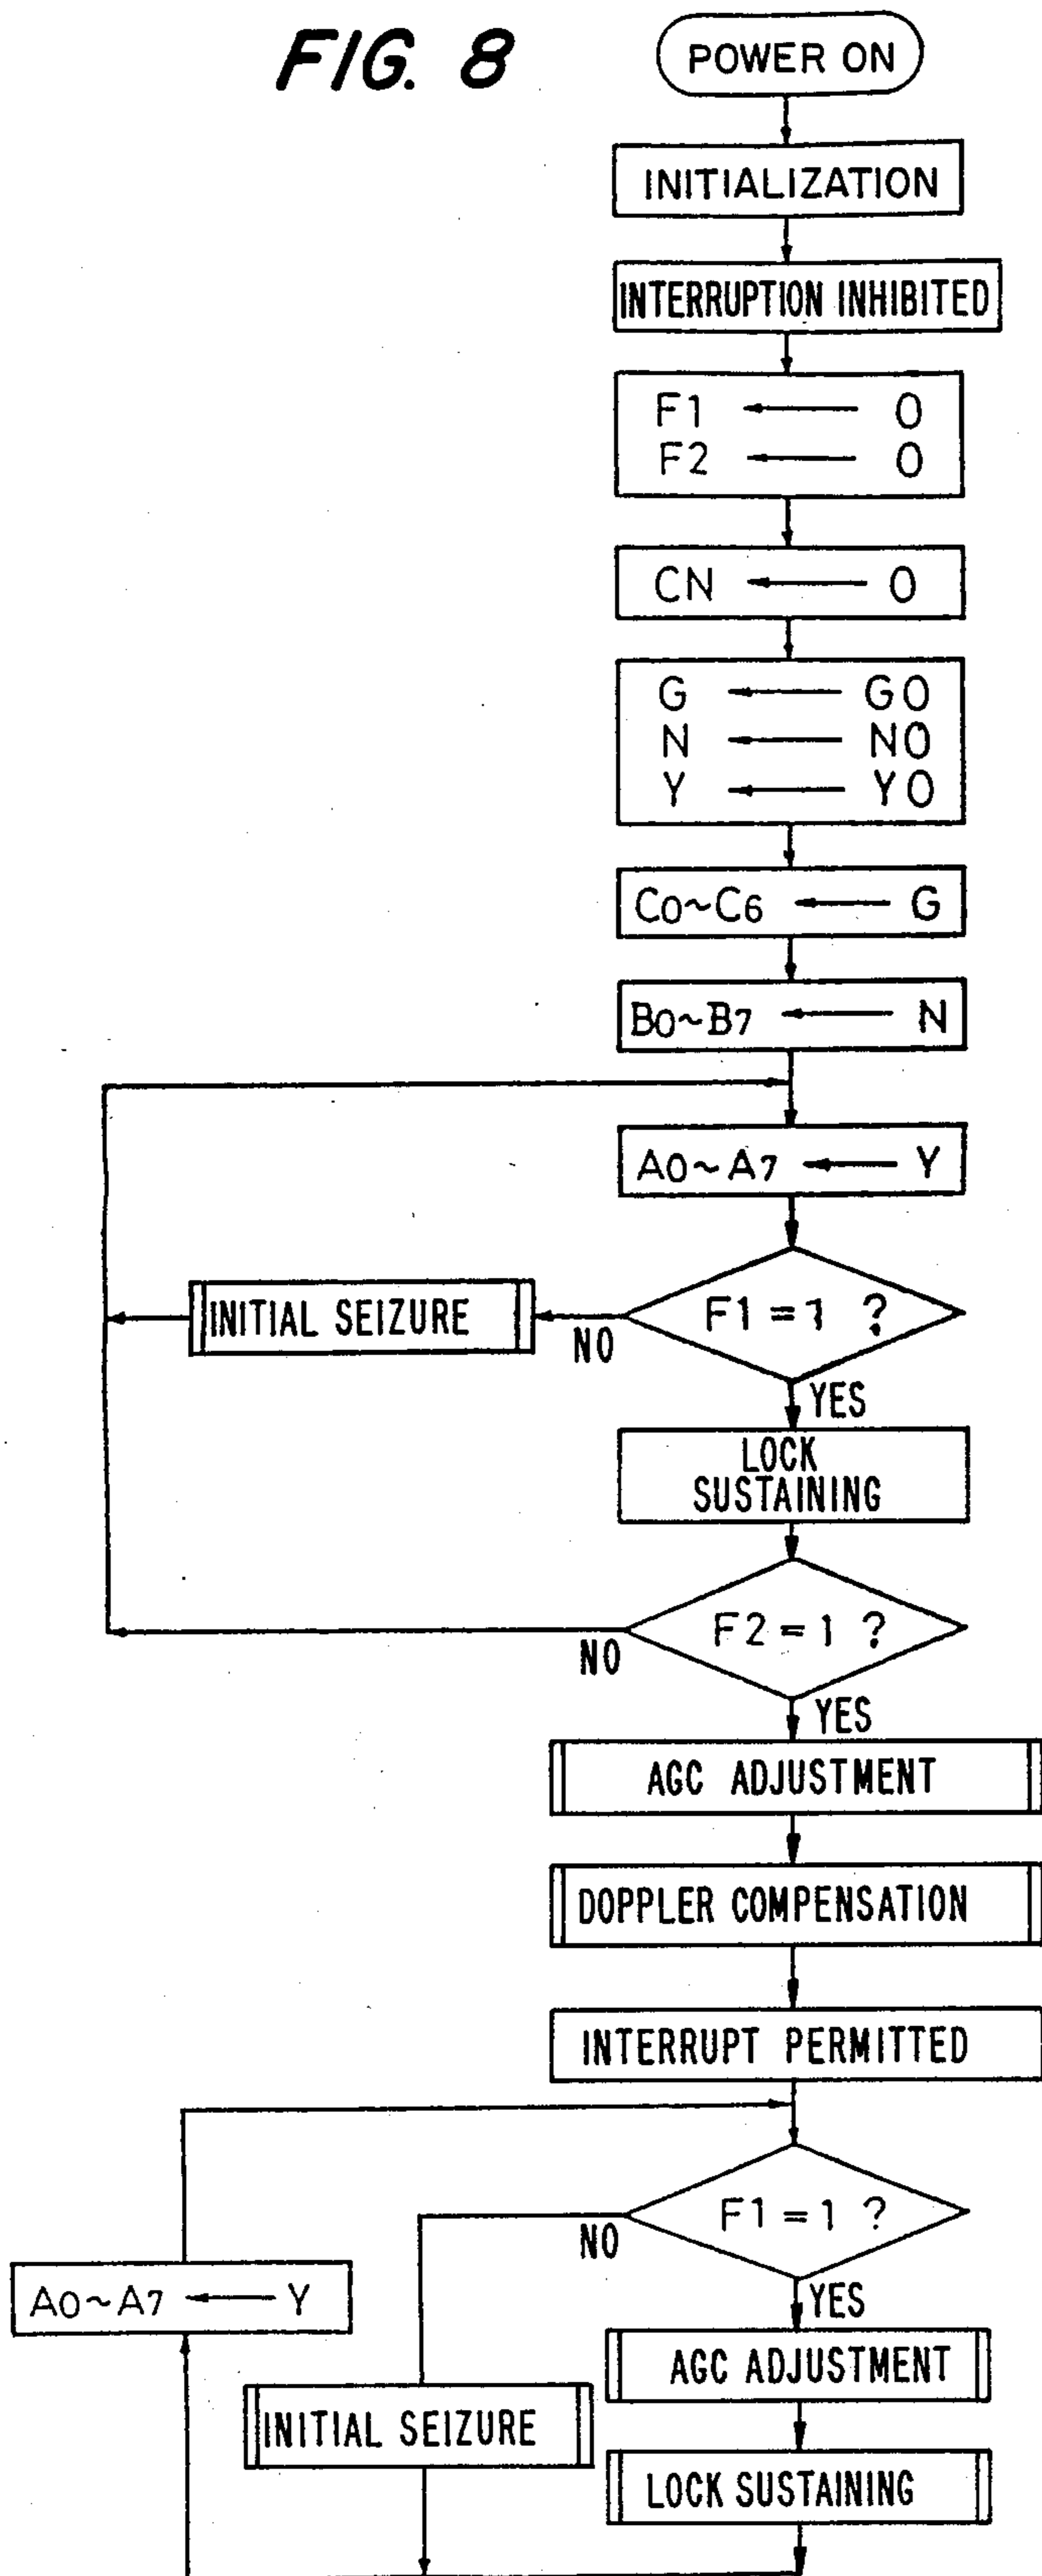 FIG. 8
POWER ON
INITIALIZATION
INTERRUPTION INHIBITED
F1 ← 0
F2 ← 0
CN ← 0
G ← G0
N ← N0
Y ← Y0
C0~C6 ← G
B0~B7 ← N
A0~A7 ← Y
F1 = 1 ?
NO
INITIAL SEIZURE
YES
LOCK
SUSTAINING
F2 = 1 ?
NO
YES
AGC ADJUSTMENT
DOPPLER COMPENSATION
INTERRUPT PERMITTED
F1 = 1 ?
NO
YES
A0~A7 ← Y
AGC ADJUSTMENT
INITIAL SEIZURE
LOCK SUSTAINING